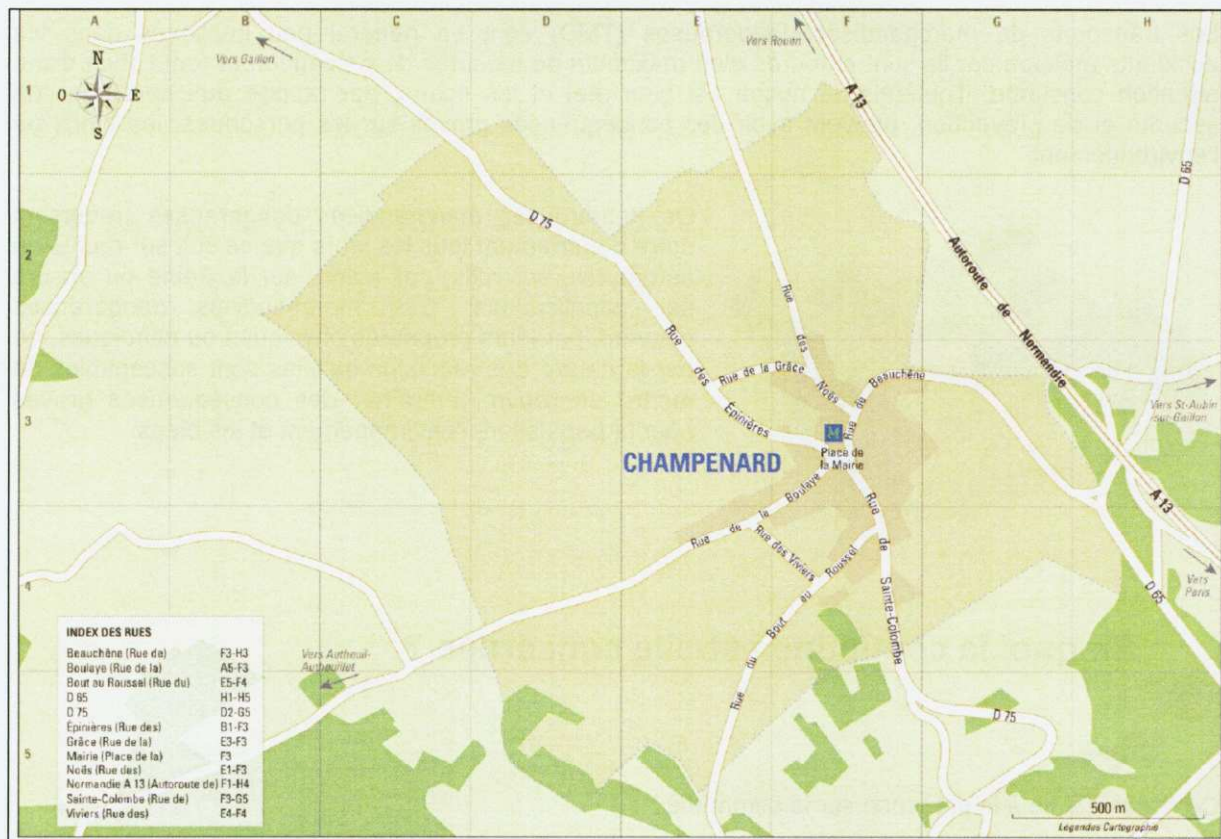 A B C D E F G H
1
2
3
4
5
N
O E
S
Vers Gaillon
Vers Rouen
A 13
D 65
D 75
Autoroute de Normandie
Rue des Noës
Rue de la Grâce
Rue du Beauchêne
Rue des Épinières
Vers St-Aubin
sur-Gaillon
M
Place de
la Mairie
CHAMPENARD
Rue de la Boulaye
Rue des Viviers
Rue du Bout au Roussel
Rue de Sainte-Colombe
A 13
Vers
Paris
D 65
Vers Autheuil-
Authouillet
D 75
INDEX DES RUES
Beauchêne (Rue de) F3-H3
Boulaye (Rue de la) A5-F3
Bout au Roussel (Rue du) E5-F4
D 65 H1-H5
D 75 D2-G5
Épinières (Rue des) B1-F3
Grâce (Rue de la) E3-F3
Mairie (Place de la) F3
Noës (Rue des) E1-F3
Normandie A 13 (Autoroute de) F1-H4
Sainte-Colombe (Rue de) F3-G5
Viviers (Rue des) E4-F4
500 m
Légendes Cartographie